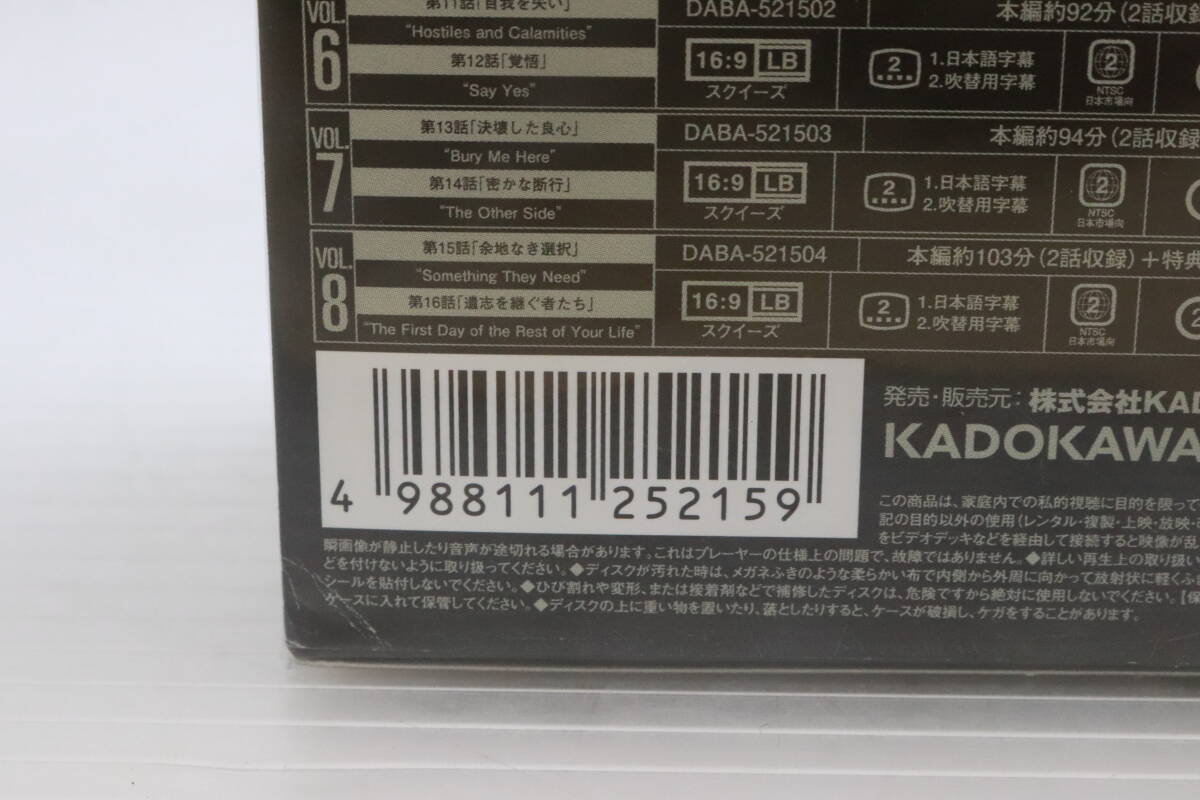 VOL. 6
第11話「自我を失い」
"Hostiles and Calamities"
第12話「覚悟」
"Say Yes"
DABA-521502
本編約92分(2話収録
16:9 LB
スクイーズ
2
1.日本語字幕
2.吹替用字幕
2
NTSC
日本市場向
VOL. 7
第13話「決壊した良心」
"Bury Me Here"
第14話「密かな断行」
"The Other Side"
DABA-521503
本編約94分(2話収録
16:9 LB
スクイーズ
2
1.日本語字幕
2.吹替用字幕
2
NTSC
日本市場向
VOL. 8
第15話「余地なき選択」
"Something They Need"
第16話「遺志を継ぐ者たち」
"The First Day of the Rest of Your Life"
DABA-521504
本編約103分(2話収録)+特典
16:9 LB
スクイーズ
2
1.日本語字幕
2.吹替用字幕
2
NTSC
日本市場向
2
4 988111 252159
発売・販売元:株式会社KAD
KADOKAWA
この商品は、家庭内での私的視聴に目的を限って
記の目的以外の使用(レンタル・複製・上映・放映
をビデオデッキなどを経由して接続すると映像が乱
瞬画像が静止したり音声が途切れる場合があります。これはプレーヤーの仕様上の問題で、故障ではありません。◆詳しい再生上の取り扱い
どを付けないように取り扱ってください。◆ディスクが汚れた時は、メガネふきのような柔らかい布で内側から外周に向かって放射状に軽くふ
シールを貼付しないでください。◆ひび割れや変形、または接着剤などで補修したディスクは、危険ですから絶対に使用しないでください。【保
ケースに入れて保管してください。◆ディスクの上に重い物を置いたり、落としたりすると、ケースが破損し、ケガをすることがあります。